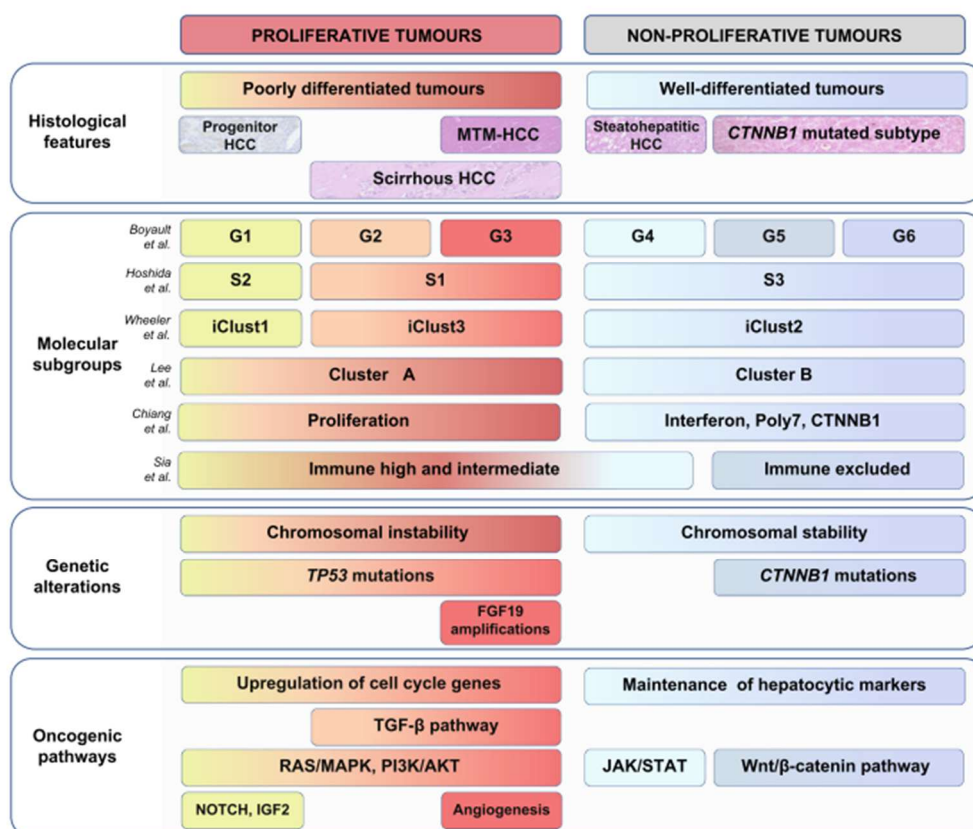 PROLIFERATIVE TUMOURS
NON-PROLIFERATIVE TUMOURS
Histological
features
Poorly differentiated tumours
Well-differentiated tumours
Progenitor
HCC
MTM-HCC
Steatohepatitic
HCC
CTNNB1 mutated subtype
Scirrhous HCC
Molecular
subgroups
Boyault
et al.
G1
G2
G3
G4
G5
G6
Hoshida
et al.
S2
S1
S3
Wheeler
et al.
iClust1
iClust3
iClust2
Lee
et al.
Cluster A
Cluster B
Chiang
et al.
Proliferation
Interferon, Poly7, CTNNB1
Sia
et al.
Immune high and intermediate
Immune excluded
Genetic
alterations
Chromosomal instability
Chromosomal stability
TP53 mutations
CTNNB1 mutations
FGF19
amplifications
Oncogenic
pathways
Upregulation of cell cycle genes
Maintenance of hepatocytic markers
TGF-β pathway
RAS/MAPK, PI3K/AKT
JAK/STAT
Wnt/β-catenin pathway
NOTCH, IGF2
Angiogenesis